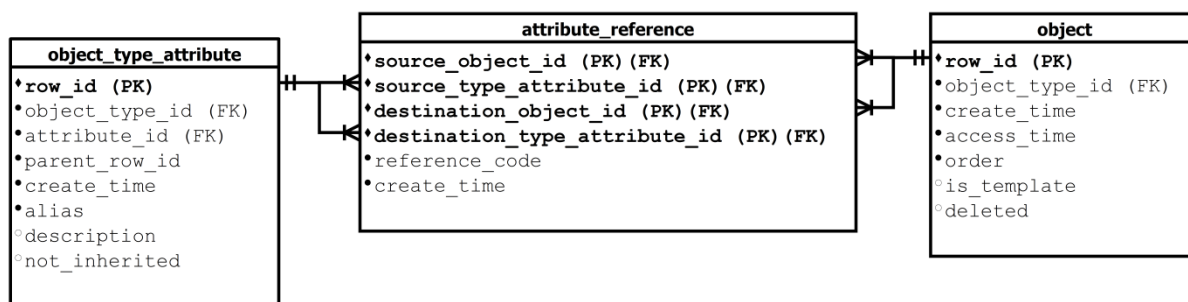 object_type_attribute
row_id (PK)
object_type_id (FK)
attribute_id (FK)
parent_row_id
create_time
alias
description
not_inherited
attribute_reference
source_object_id (PK)(FK)
source_type_attribute_id (PK)(FK)
destination_object_id (PK)(FK)
destination_type_attribute_id (PK)(FK)
reference_code
create_time
object
row_id (PK)
object_type_id (FK)
create_time
access_time
order
is_template
deleted